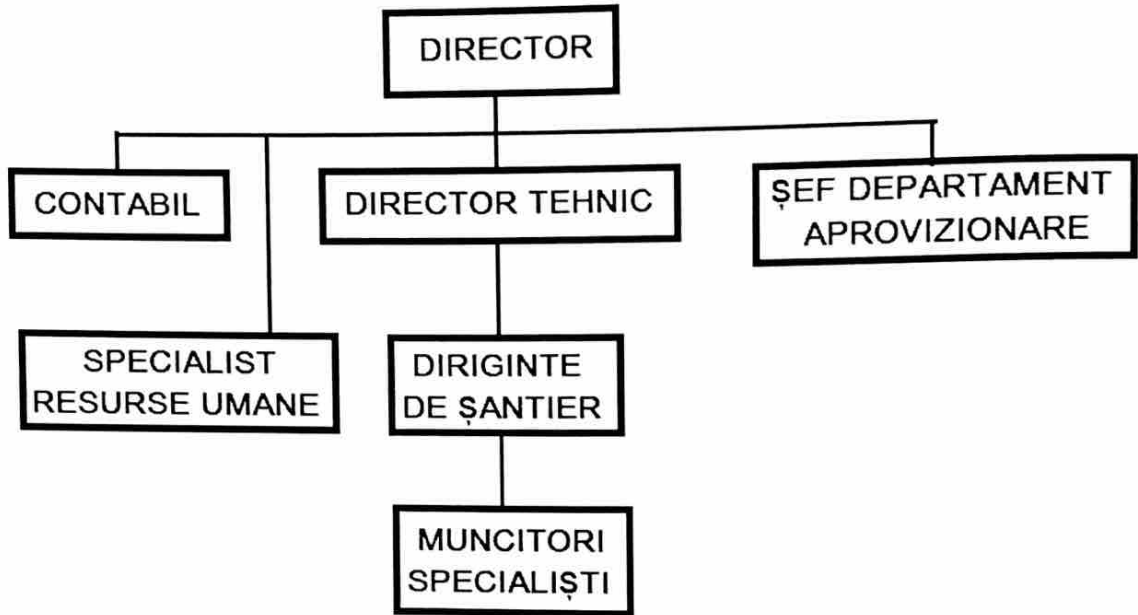 DIRECTOR
CONTABIL
DIRECTOR TEHNIC
ȘEF DEPARTAMENT
APROVIZIONARE
SPECIALIST
RESURSE UMANE
DIRIGINTE
DE ȘANTIER
MUNCITORI
SPECIALIȘTI